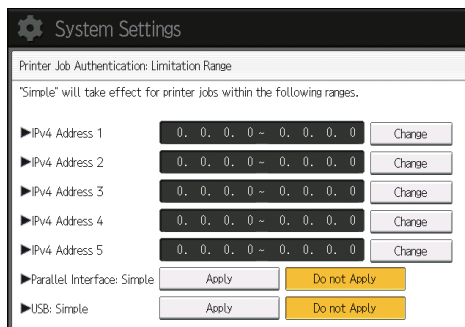 System Settings
Printer Job Authentication: Limitation Range
"Simple" will take effect for printer jobs within the following ranges.
▶IPv4 Address 1 0. 0. 0. 0 ~ 0. 0. 0. 0 Change
▶IPv4 Address 2 0. 0. 0. 0 ~ 0. 0. 0. 0 Change
▶IPv4 Address 3 0. 0. 0. 0 ~ 0. 0. 0. 0 Change
▶IPv4 Address 4 0. 0. 0. 0 ~ 0. 0. 0. 0 Change
▶IPv4 Address 5 0. 0. 0. 0 ~ 0. 0. 0. 0 Change
▶Parallel Interface: Simple Apply Do not Apply
▶USB: Simple Apply Do not Apply